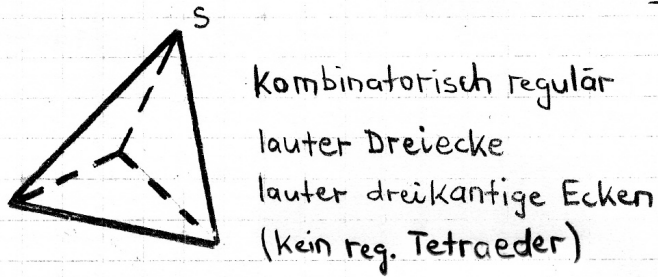 S
kombinatorisch regulär
lauter Dreiecke
lauter dreikantige Ecken
(kein reg. Tetraeder)